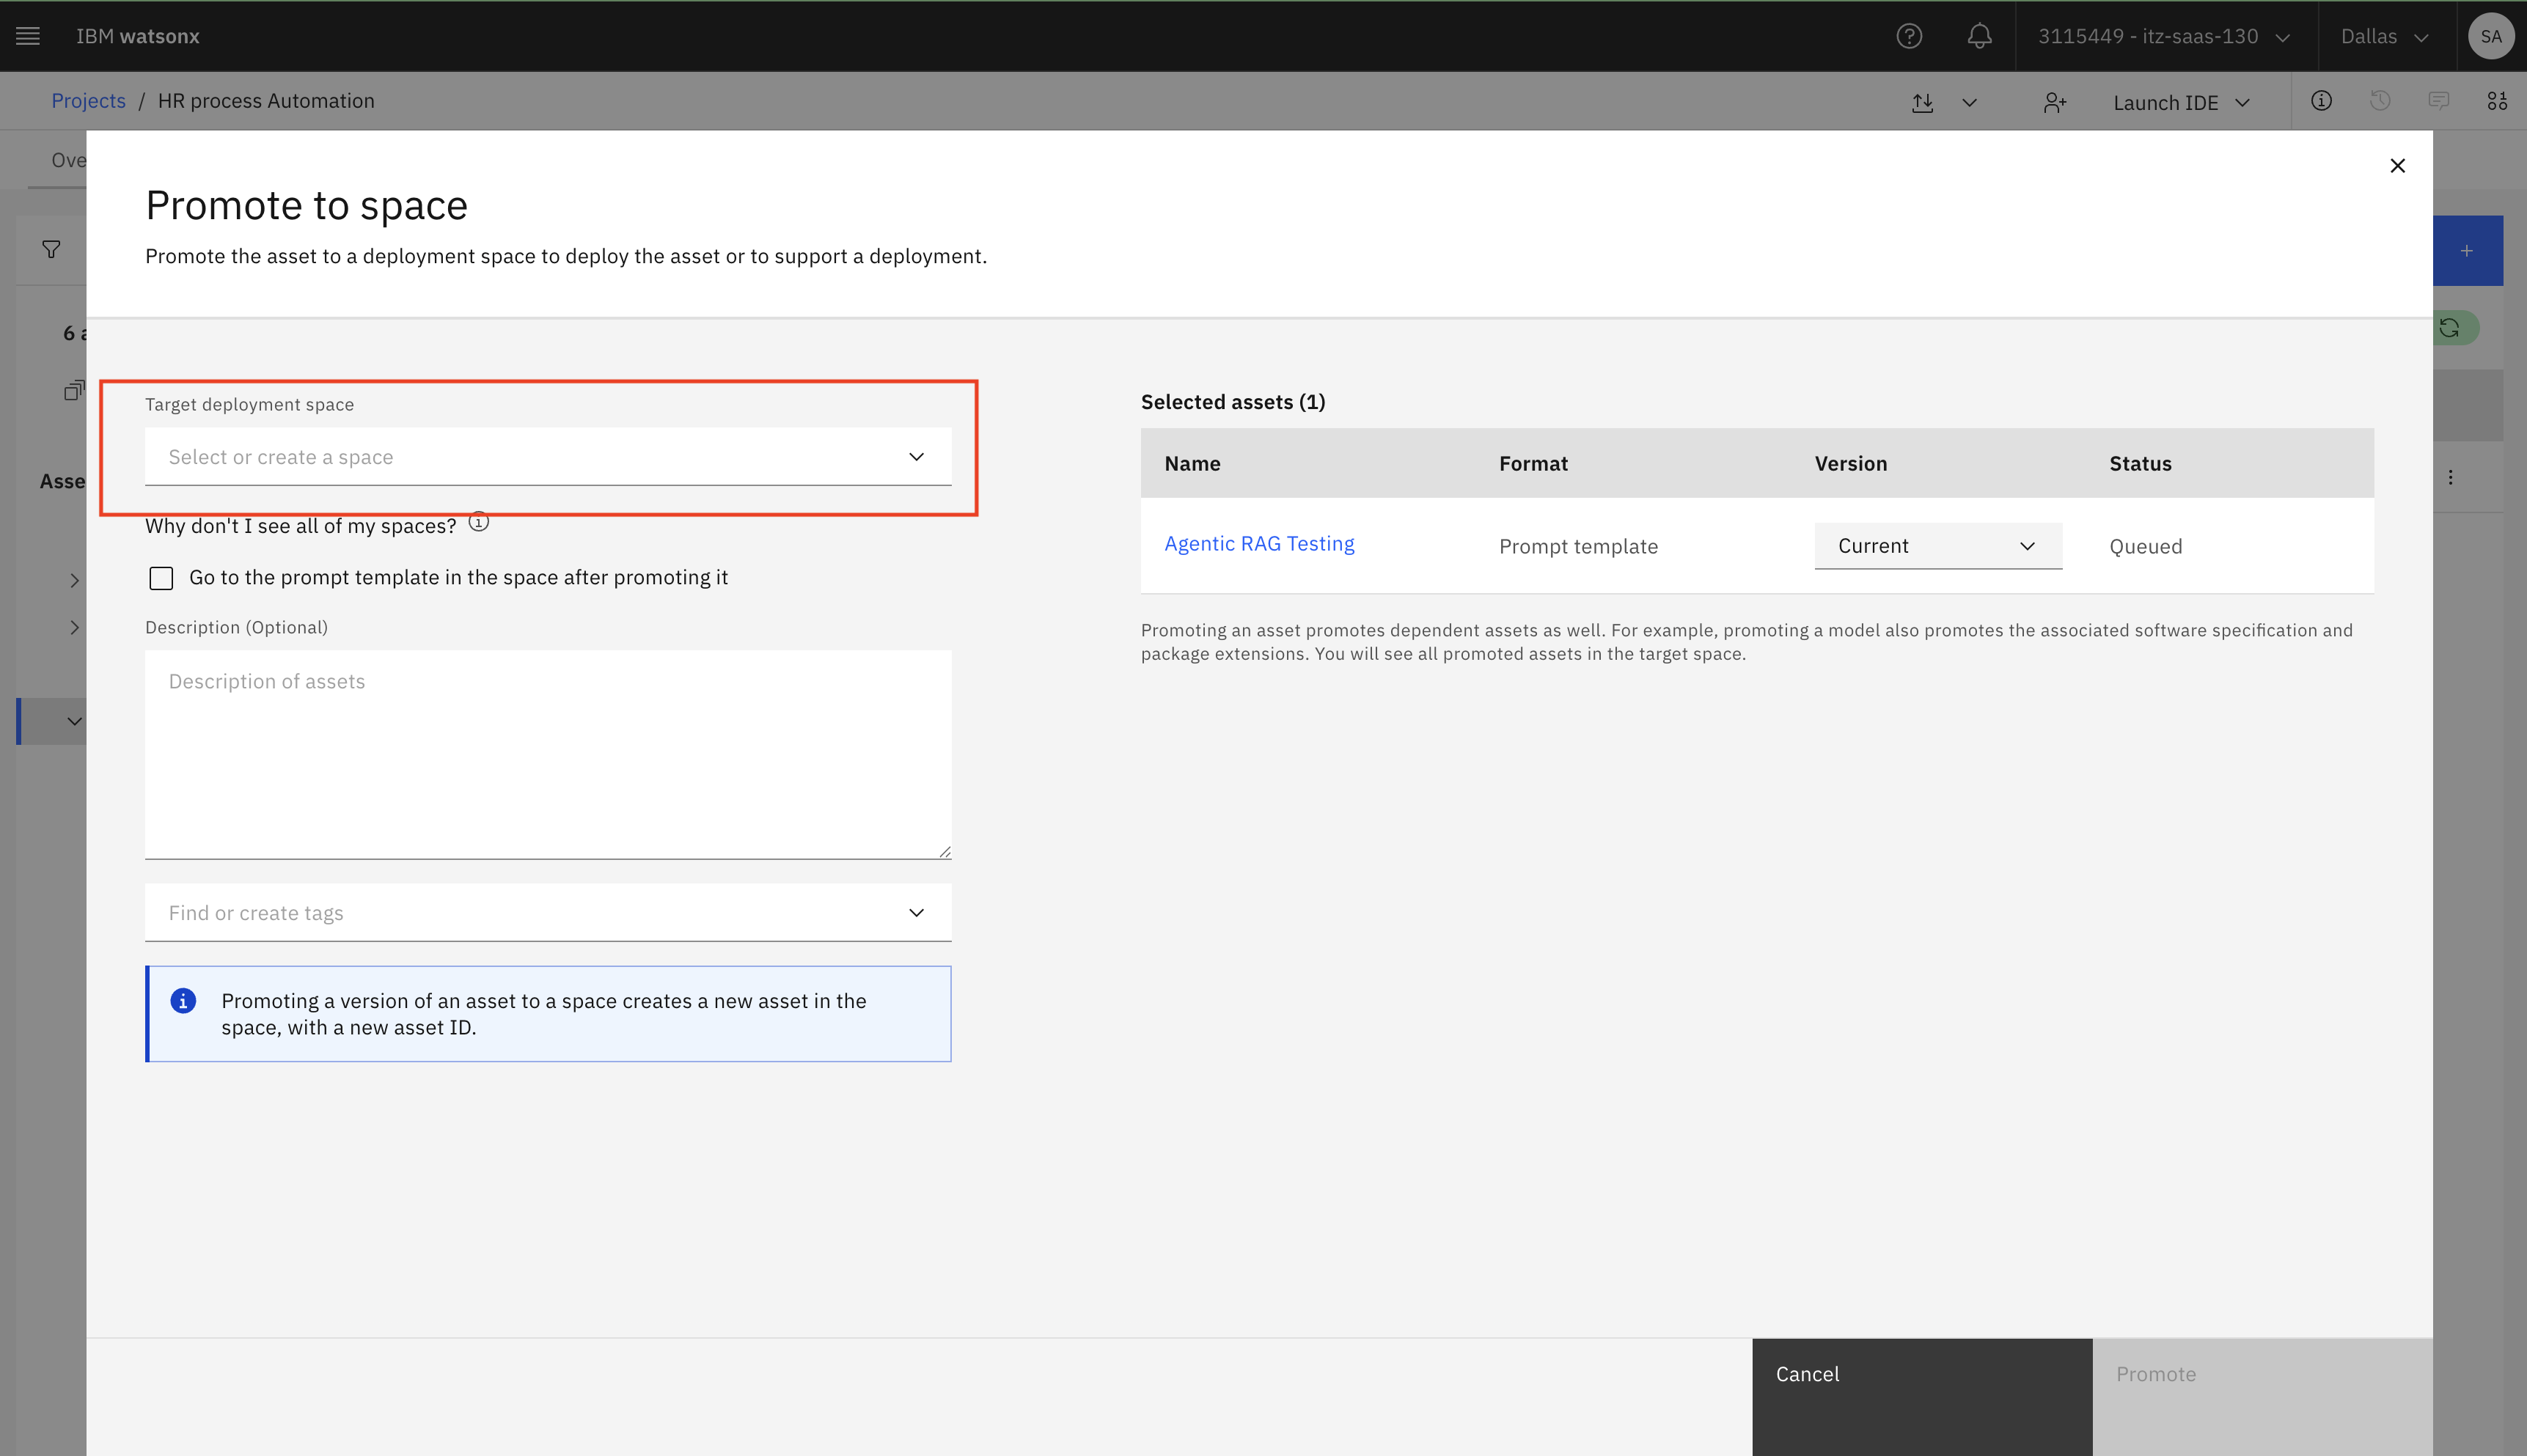 IBM watsonx
3115449 - itz-saas-130
Dallas
SA
Projects / HR process Automation
Launch IDE
Ove
Promote to space
Promote the asset to a deployment space to deploy the asset or to support a deployment.
6 a
Asse
Target deployment space
Select or create a space
Why don't I see all of my spaces?
Go to the prompt template in the space after promoting it
Description (Optional)
Description of assets
Find or create tags
Promoting a version of an asset to a space creates a new asset in the
space, with a new asset ID.
Selected assets (1)
Name Format Version Status
Agentic RAG Testing Prompt template Current Queued
Promoting an asset promotes dependent assets as well. For example, promoting a model also promotes the associated software specification and
package extensions. You will see all promoted assets in the target space.
Cancel
Promote